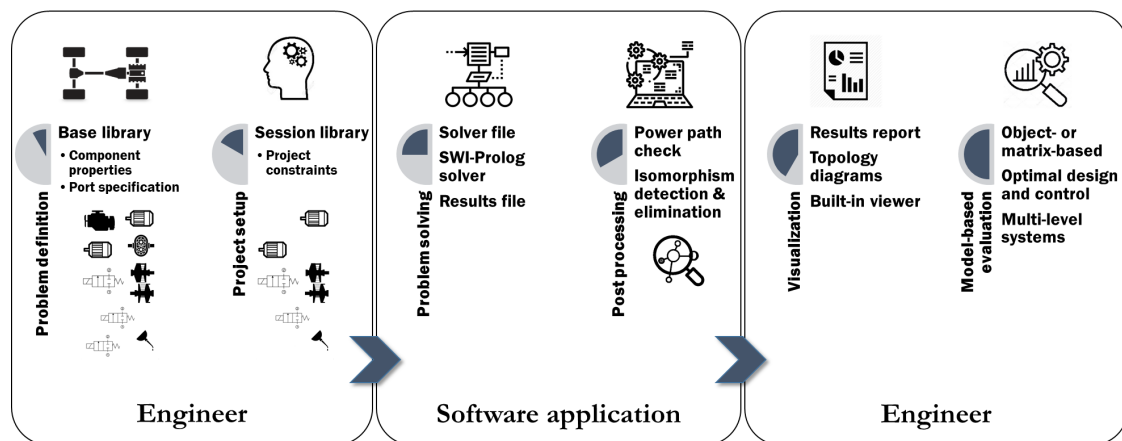 Problem definition
Base library
• Component
properties
• Port specification
Project setup
Session library
• Project
constraints
Engineer
Problem solving
Solver file
SWI-Prolog
solver
Results file
Post processing
Power path
check
Isomorphism
detection &
elimination
Software application
Visualization
Results report
Topology
diagrams
Built-in viewer
Model-based
evaluation
Object- or
matrix-based
Optimal design
and control
Multi-level
systems
Engineer